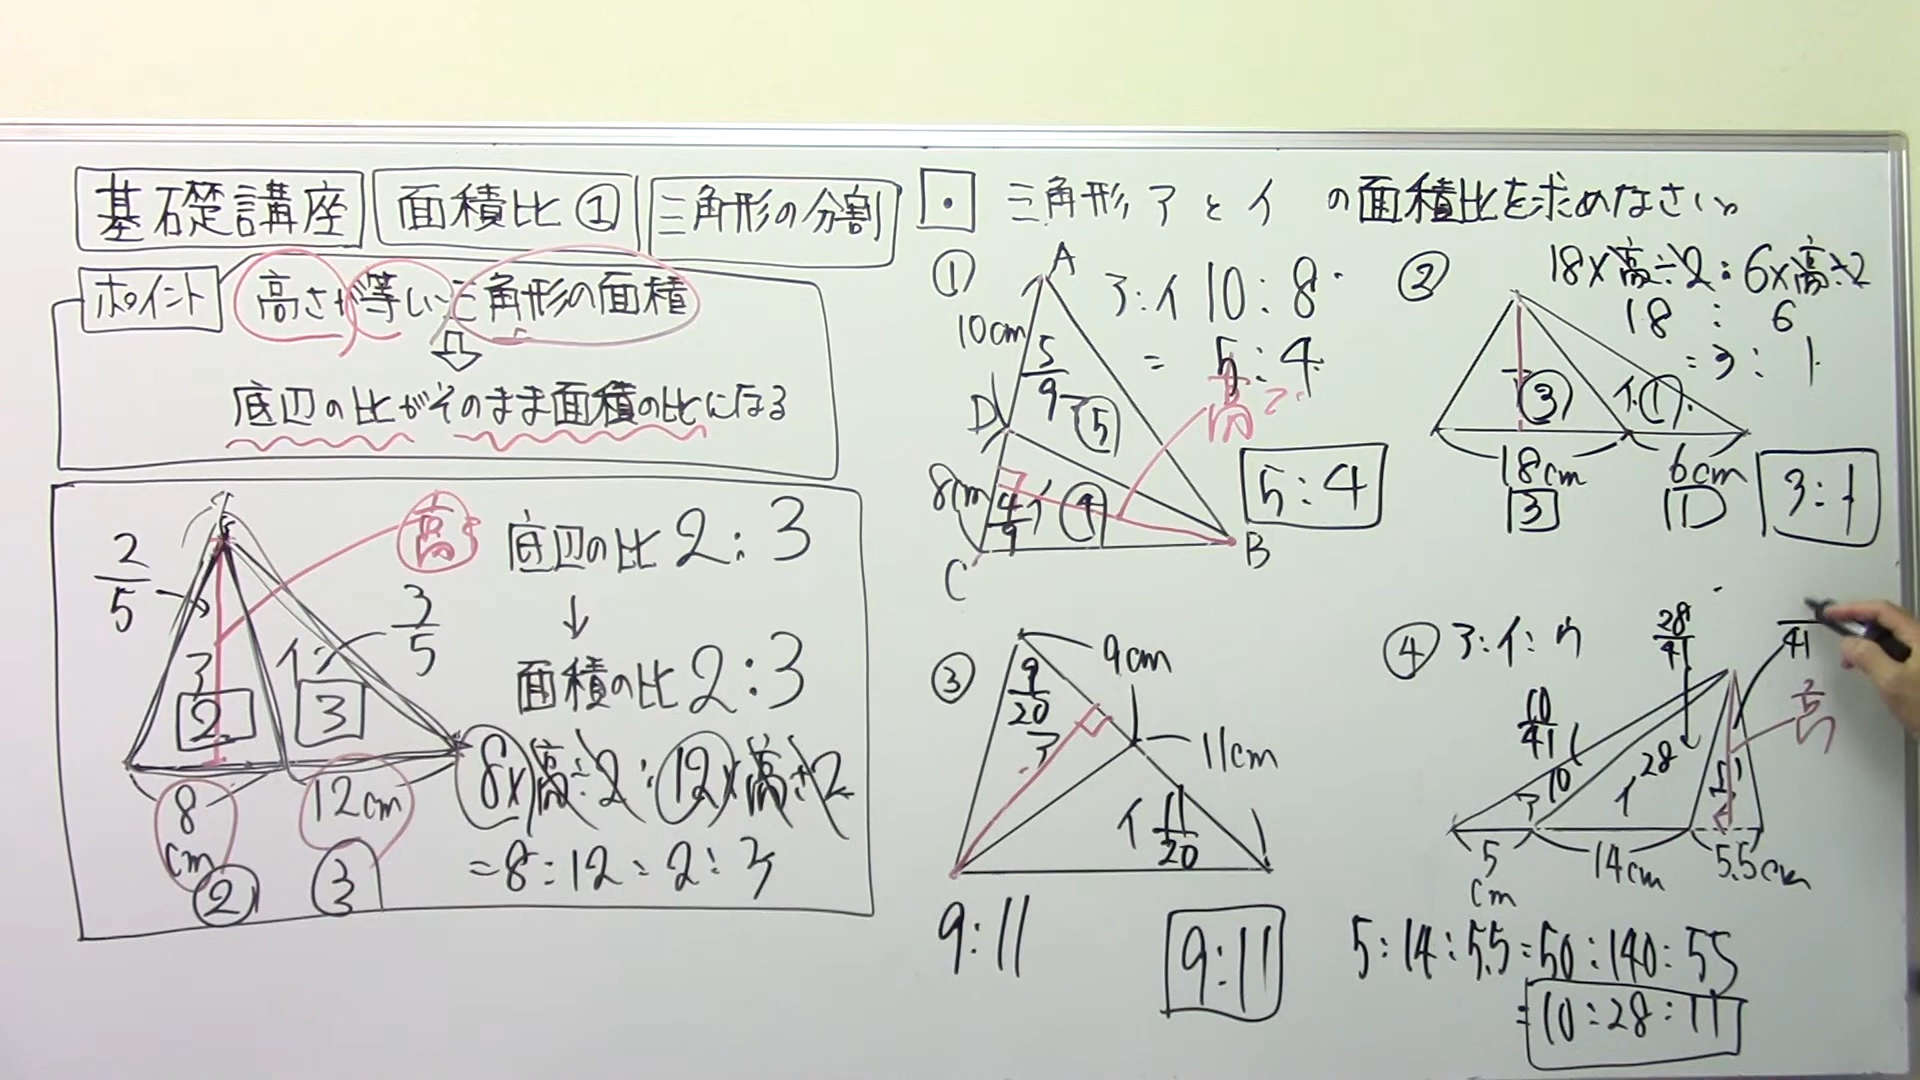 基礎講座 面積比① 三角形の分割
ポイント 高さが等しい三角形の面積
⇩
底辺の比がそのまま面積の比になる
2/5
高さ
底辺の比 2:3
↓
3/5
面積の比 2:3
ア イ
2 3
8cm 12cm
8×高÷2:12×高÷2
=8:12=2:3
② ③
・ 三角形アとイ の面積比を求めなさい。
① A
ア:イ 10:8
10cm
= 5:4
5/9
高さ
D ア⑤
8cm 4/9 イ④
5:4
C B
② 18×高÷2:6×高÷2
18 : 6
=3:1
ア③ イ①
18cm 6cm
3 1
3:1
③ 9cm
9/20
ア
11cm
イ 11/20
9:11
9:11
④ ア:イ:ウ
28/41
/41
10/41
高
ア 10 イ 28
5cm 14cm 5.5cm
5:14:5.5=50:140:55
=10:28:11